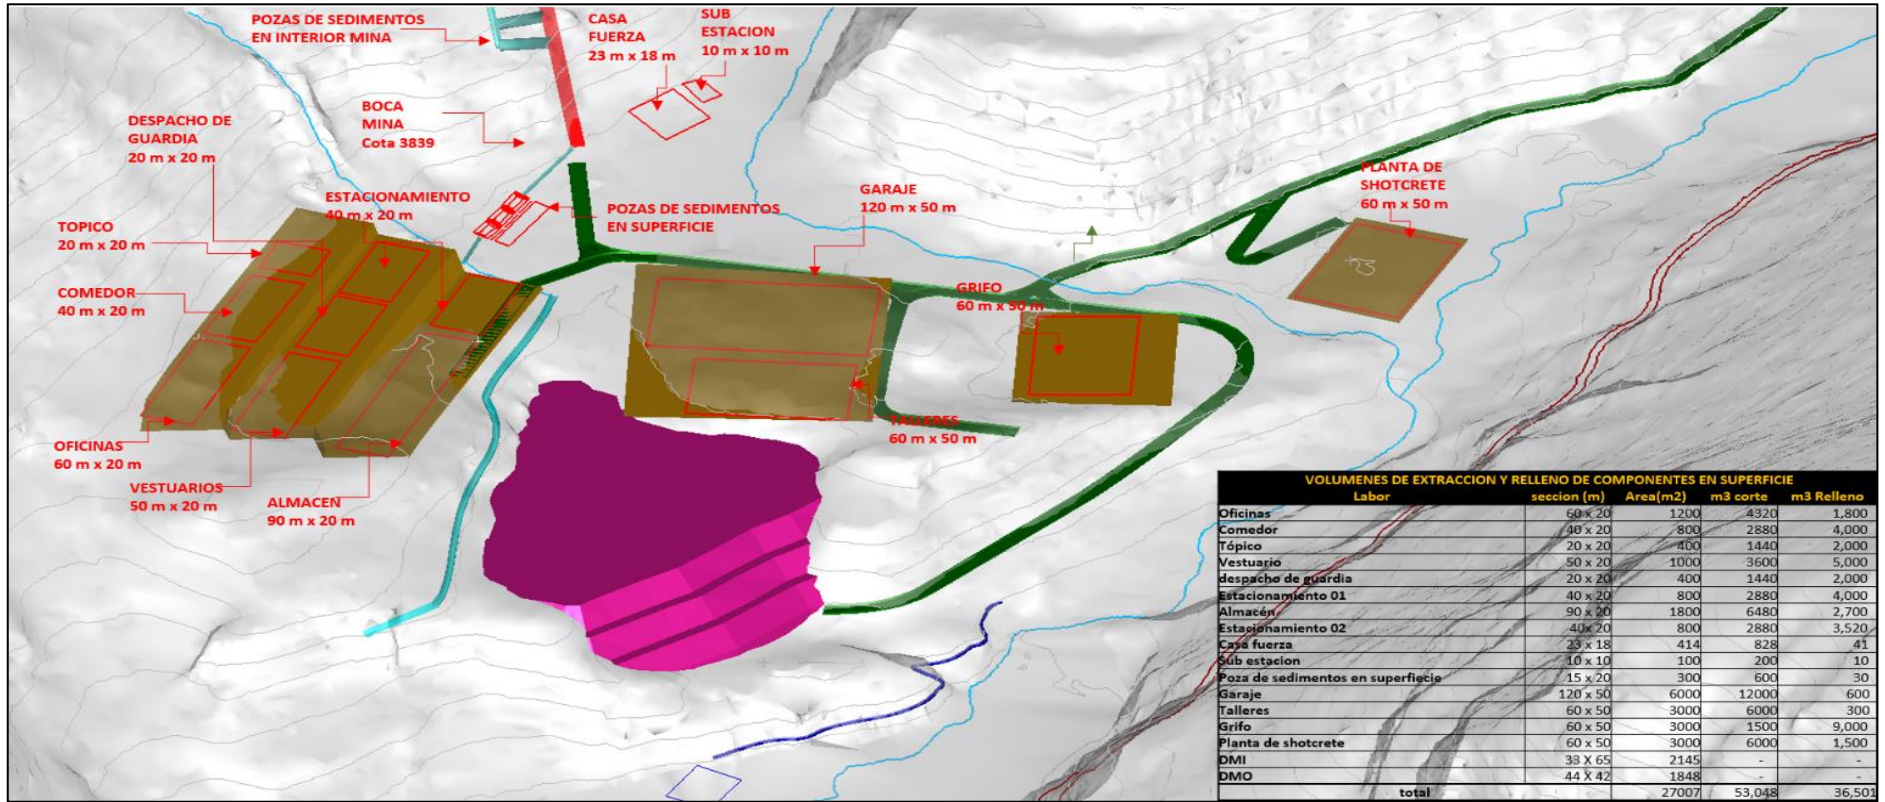 POZAS DE SEDIMENTOS
EN INTERIOR MINA
CASA
FUERZA
23 m x 18 m
SUB
ESTACION
10 m x 10 m
BOCA
MINA
Cota 3839
DESPACHO DE
GUARDIA
20 m x 20 m
ESTACIONAMIENTO
40 m x 20 m
POZAS DE SEDIMENTOS
EN SUPERFICIE
GARAJE
120 m x 50 m
PLANTA DE
SHOTCRETE
60 m x 50 m
TOPICO
20 m x 20 m
COMEDOR
40 m x 20 m
GRIFO
60 m x 50 m
TALLERES
60 m x 50 m
OFICINAS
60 m x 20 m
VESTUARIOS
50 m x 20 m
ALMACEN
90 m x 20 m
VOLUMENES DE EXTRACCION Y RELLENO DE COMPONENTES EN SUPERFICIE
Labor seccion (m) Area(m2) m3 corte m3 Relleno
Oficinas 60 x 20 1200 4320 1,800
Comedor 40 x 20 800 2880 4,000
Tópico 20 x 20 400 1440 2,000
Vestuario 50 x 20 1000 3600 5,000
despacho de guardia 20 x 20 400 1440 2,000
Estacionamiento 01 40 x 20 800 2880 4,000
Almacén 90 x 20 1800 6480 2,700
Estacionamiento 02 40x 20 800 2880 3,520
Casa fuerza 23 x 18 414 828 41
Sub estacion 10 x 10 100 200 10
Poza de sedimentos en superfiecie 15 x 20 300 600 30
Garaje 120 x 50 6000 12000 600
Talleres 60 x 50 3000 6000 300
Grifo 60 x 50 3000 1500 9,000
Planta de shotcrete 60 x 50 3000 6000 1,500
DMI 33 X 65 2145 - -
DMO 44 X 42 1848 - -
total 27007 53,048 36,501